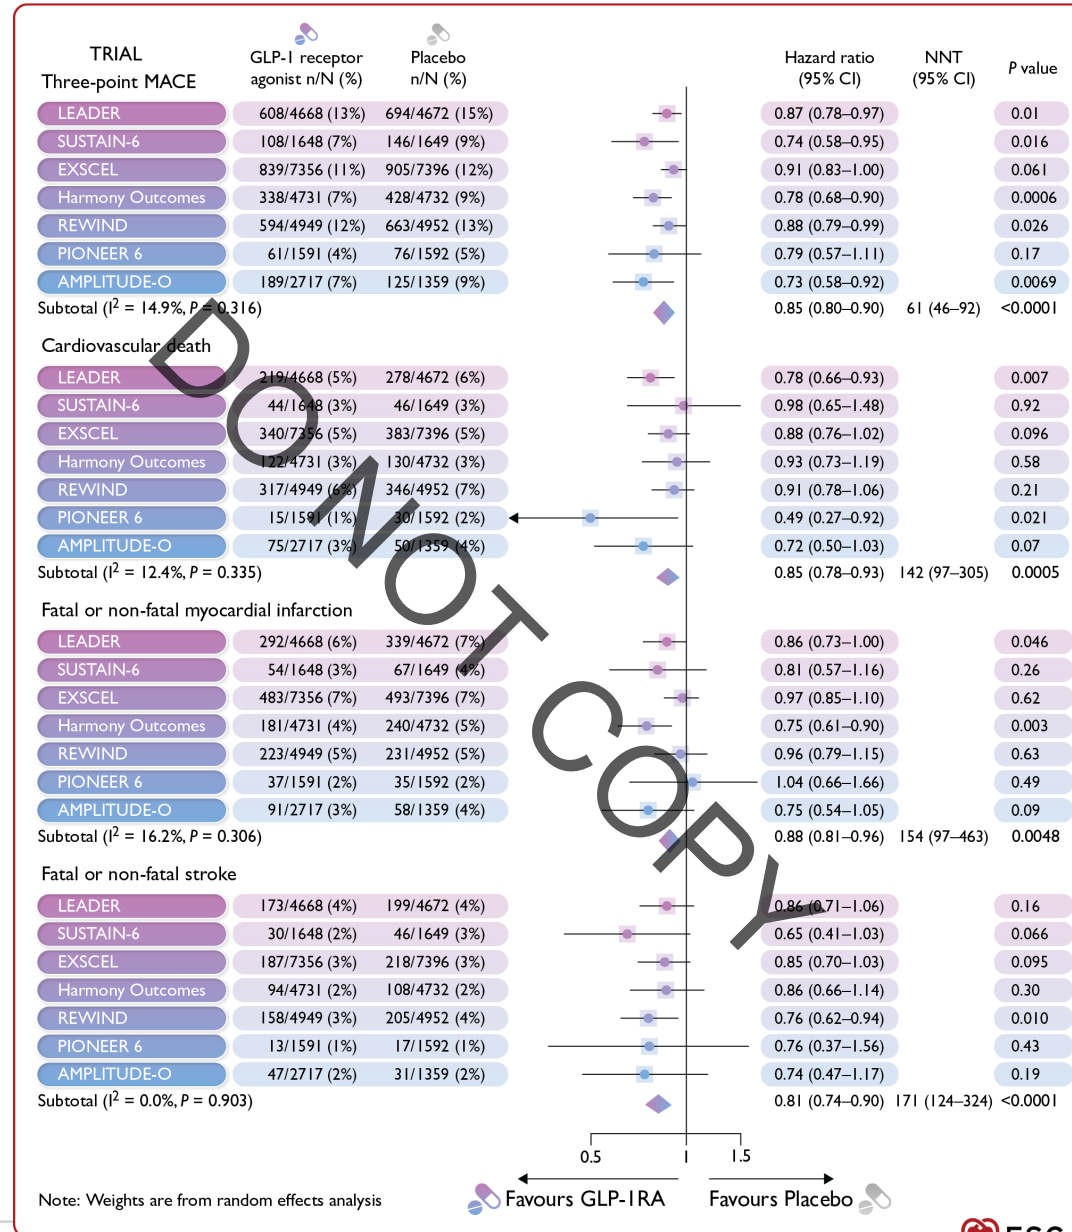 TRIAL GLP-1 receptor Placebo Hazard ratio NNT P value
Three-point MACE agonist n/N (%) n/N (%) (95% CI) (95% CI)
LEADER 608/4668 (13%) 694/4672 (15%) 0.87 (0.78–0.97) 0.01
SUSTAIN-6 108/1648 (7%) 146/1649 (9%) 0.74 (0.58–0.95) 0.016
EXSCEL 839/7356 (11%) 905/7396 (12%) 0.91 (0.83–1.00) 0.061
Harmony Outcomes 338/4731 (7%) 428/4732 (9%) 0.78 (0.68–0.90) 0.0006
REWIND 594/4949 (12%) 663/4952 (13%) 0.88 (0.79–0.99) 0.026
PIONEER 6 61/1591 (4%) 76/1592 (5%) 0.79 (0.57–1.11) 0.17
AMPLITUDE-O 189/2717 (7%) 125/1359 (9%) 0.73 (0.58–0.92) 0.0069
Subtotal (I2 = 14.9%, P = 0.316) 0.85 (0.80–0.90) 61 (46–92) <0.0001
Cardiovascular death
LEADER 219/4668 (5%) 278/4672 (6%) 0.78 (0.66–0.93) 0.007
SUSTAIN-6 44/1648 (3%) 46/1649 (3%) 0.98 (0.65–1.48) 0.92
EXSCEL 340/7356 (5%) 383/7396 (5%) 0.88 (0.76–1.02) 0.096
Harmony Outcomes 122/4731 (3%) 130/4732 (3%) 0.93 (0.73–1.19) 0.58
REWIND 317/4949 (6%) 346/4952 (7%) 0.91 (0.78–1.06) 0.21
PIONEER 6 15/1591 (1%) 30/1592 (2%) 0.49 (0.27–0.92) 0.021
AMPLITUDE-O 75/2717 (3%) 50/1359 (4%) 0.72 (0.50–1.03) 0.07
Subtotal (I2 = 12.4%, P = 0.335) 0.85 (0.78–0.93) 142 (97–305) 0.0005
Fatal or non-fatal myocardial infarction
LEADER 292/4668 (6%) 339/4672 (7%) 0.86 (0.73–1.00) 0.046
SUSTAIN-6 54/1648 (3%) 67/1649 (4%) 0.81 (0.57–1.16) 0.26
EXSCEL 483/7356 (7%) 493/7396 (7%) 0.97 (0.85–1.10) 0.62
Harmony Outcomes 181/4731 (4%) 240/4732 (5%) 0.75 (0.61–0.90) 0.003
REWIND 223/4949 (5%) 231/4952 (5%) 0.96 (0.79–1.15) 0.63
PIONEER 6 37/1591 (2%) 35/1592 (2%) 1.04 (0.66–1.66) 0.49
AMPLITUDE-O 91/2717 (3%) 58/1359 (4%) 0.75 (0.54–1.05) 0.09
Subtotal (I2 = 16.2%, P = 0.306) 0.88 (0.81–0.96) 154 (97–463) 0.0048
Fatal or non-fatal stroke
LEADER 173/4668 (4%) 199/4672 (4%) 0.86 (0.71–1.06) 0.16
SUSTAIN-6 30/1648 (2%) 46/1649 (3%) 0.65 (0.41–1.03) 0.066
EXSCEL 187/7356 (3%) 218/7396 (3%) 0.85 (0.70–1.03) 0.095
Harmony Outcomes 94/4731 (2%) 108/4732 (2%) 0.86 (0.66–1.14) 0.30
REWIND 158/4949 (3%) 205/4952 (4%) 0.76 (0.62–0.94) 0.010
PIONEER 6 13/1591 (1%) 17/1592 (1%) 0.76 (0.37–1.56) 0.43
AMPLITUDE-O 47/2717 (2%) 31/1359 (2%) 0.74 (0.47–1.17) 0.19
Subtotal (I2 = 0.0%, P = 0.903) 0.81 (0.74–0.90) 171 (124–324) <0.0001
0.5 1 1.5
Note: Weights are from random effects analysis Favours GLP-1RA Favours Placebo
DO NOT COPY
ESC